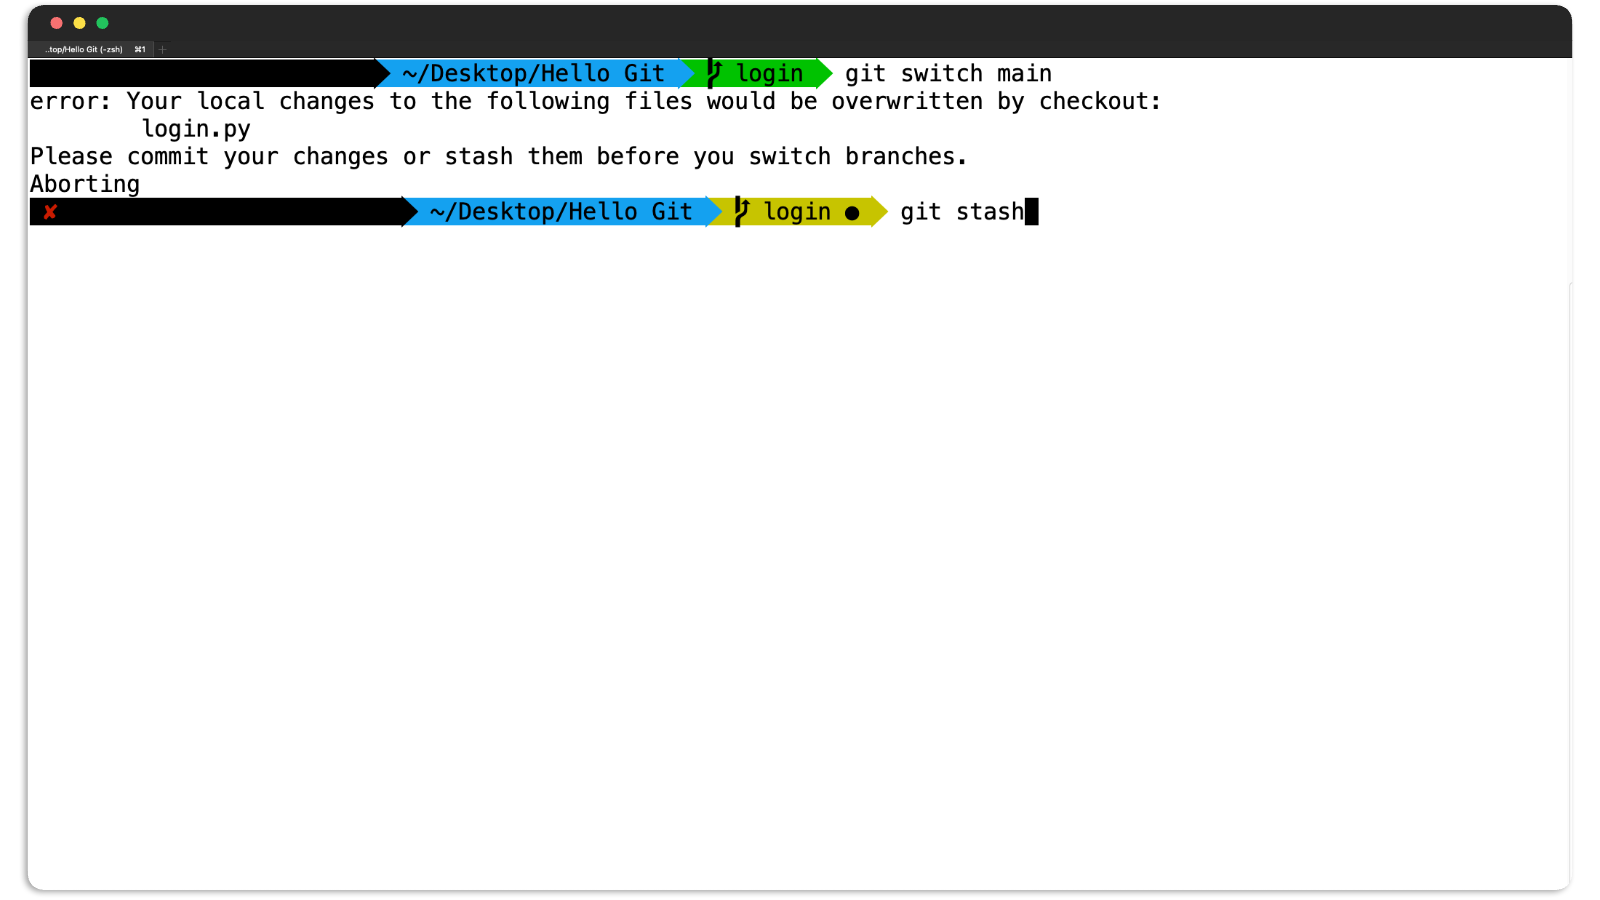 ..top/Hello Git (-zsh) ⌘1 +
~/Desktop/Hello Git login git switch main
error: Your local changes to the following files would be overwritten by checkout:
login.py
Please commit your changes or stash them before you switch branches.
Aborting
✘ ~/Desktop/Hello Git login ● git stash